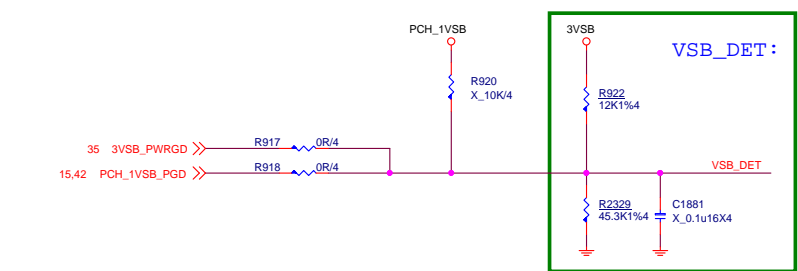 PCH_1VSB
3VSB
VSB_DET:
R920
X_10K/4
R922
12K1%4
35 3VSB_PWRGD
R917
0R/4
15,42 PCH_1VSB_PGD
R918
0R/4
VSB_DET
R2329
45.3K1%4
C1881
X_0.1u16X4